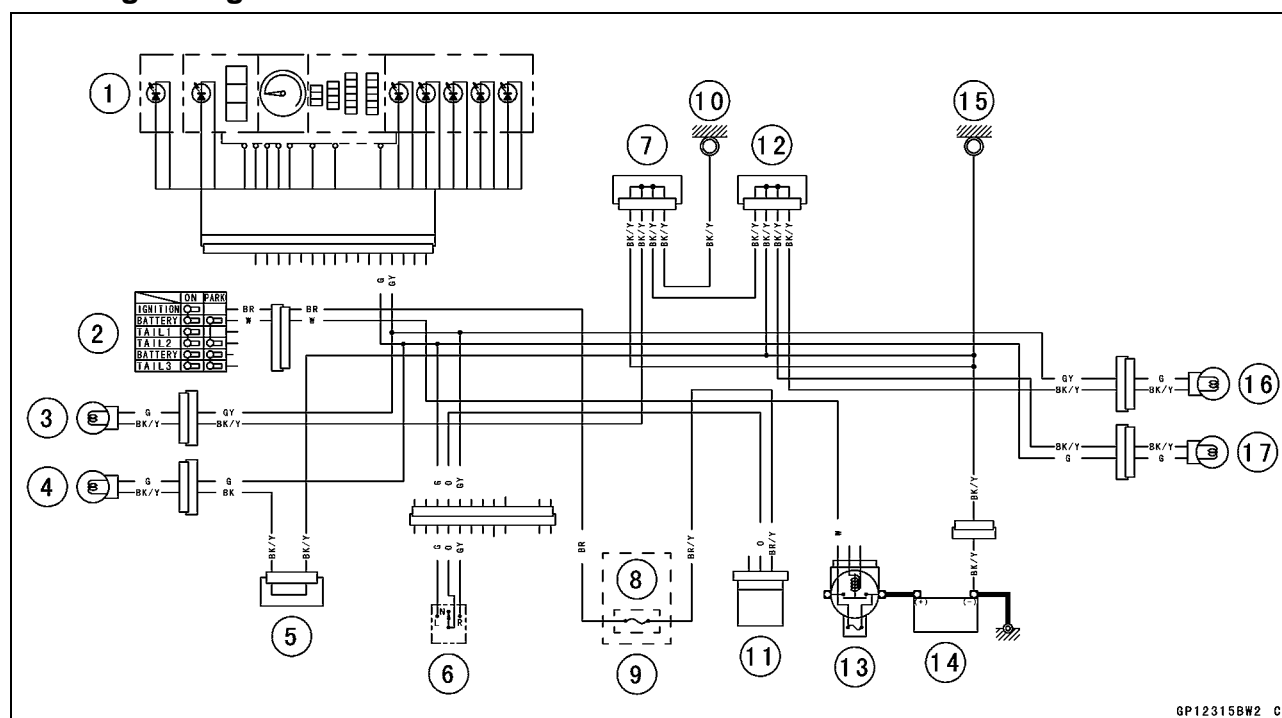 1
10
15
7
12
BK/Y
BK/Y
BK/Y
BK/Y
BK/Y
BK/Y
BK/Y
BK/Y
BK/Y
G
GY
ON PARK
IGNITION
BATTERY
TAIL1
TAIL2
BATTERY
TAIL3
2
BR
W
BR
W
3
G
BK/Y
GY
BK/Y
4
G
BK/Y
G
BK
GY
BK/Y
G
BK/Y
16
BK/Y
G
BK/Y
G
17
G
O
GY
BK/Y
BK/Y
BK/Y
G
O
GY
BR
BR/Y
O
BR/Y
W
BK/Y
L
N
R
8
(+)
(-)
5
6
9
11
13
14
GP12315BW2 C